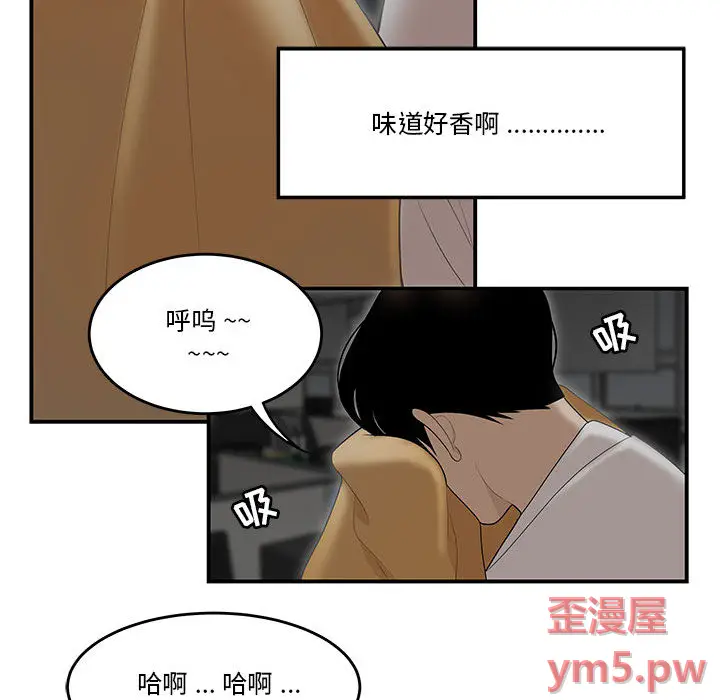 味道好香啊 ..............
呼呜 ~~
~~~
吸
吸
哈啊 ... 哈啊 ...
歪漫屋
ym5.pw